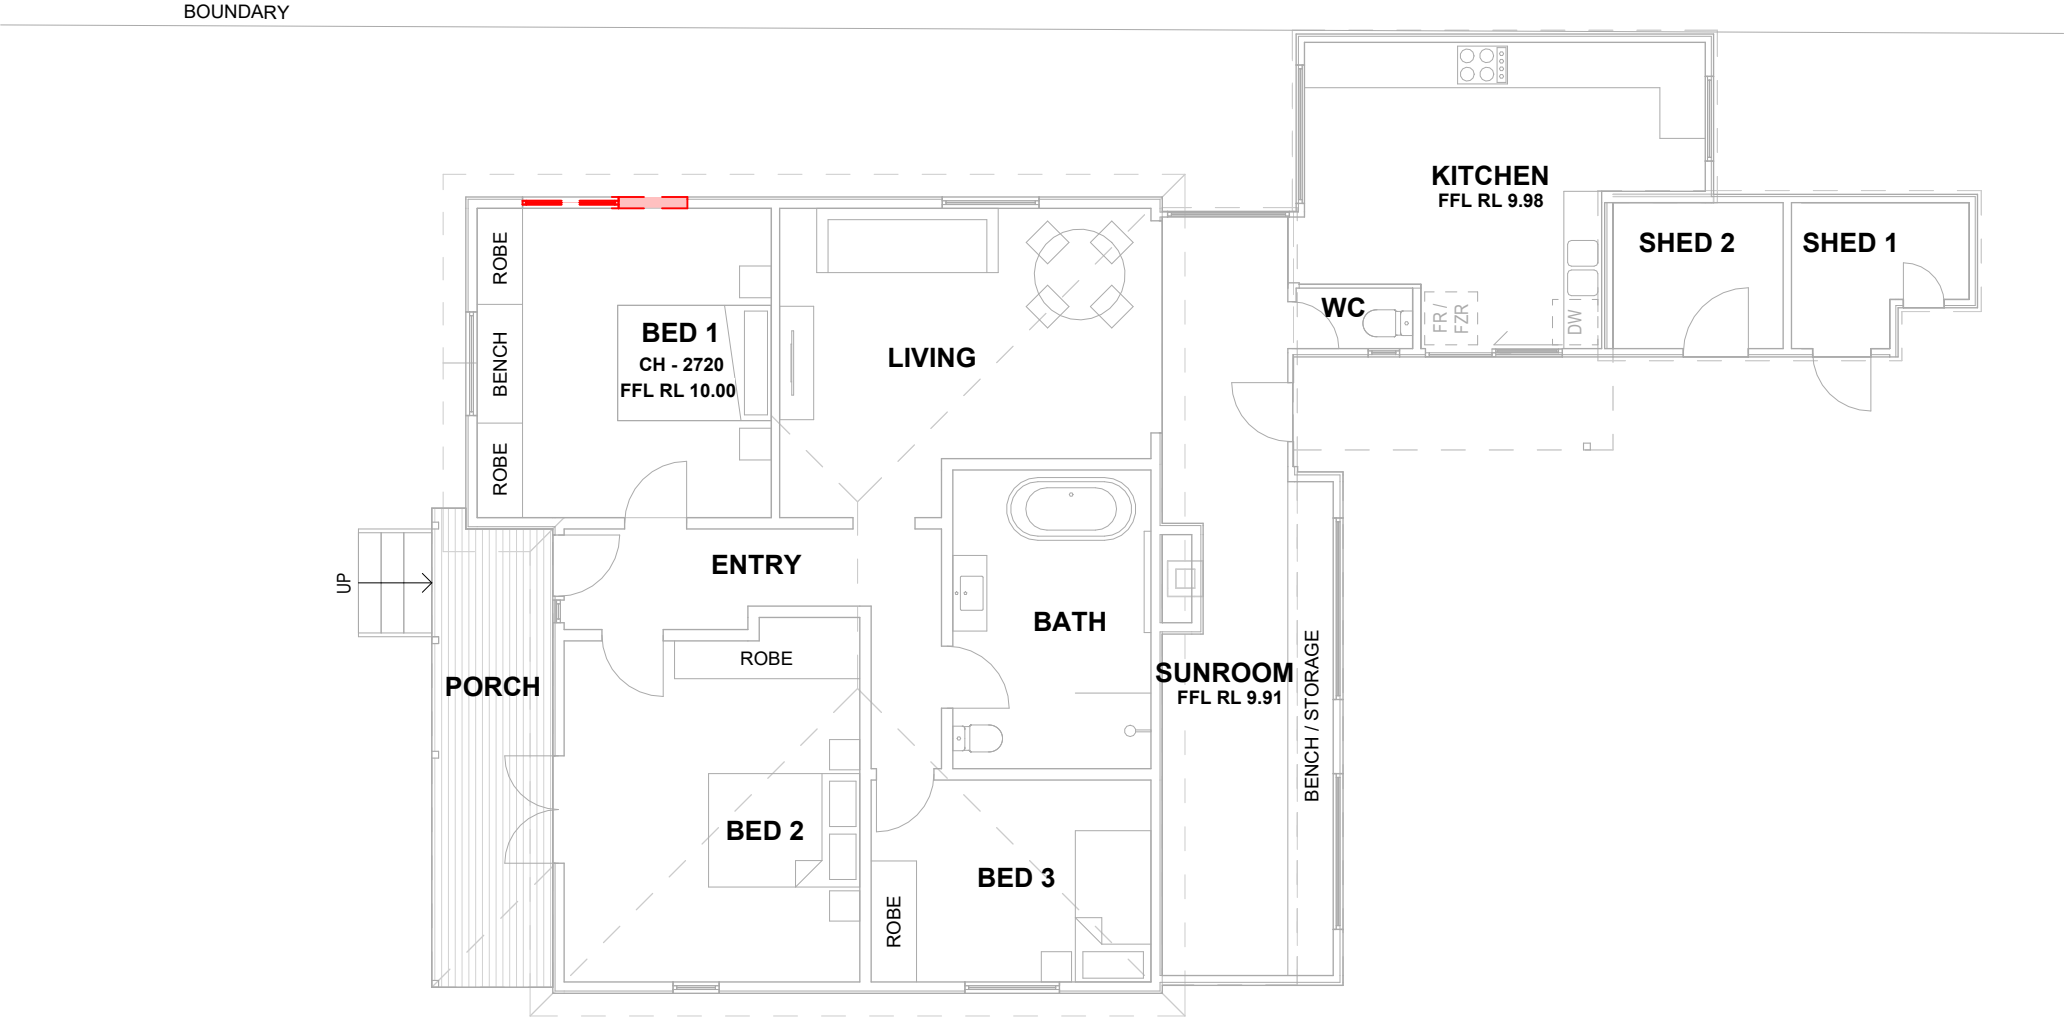 BOUNDARY
KITCHEN
FFL RL 9.98
ROBE
SHED 2
SHED 1
WC
FR /
FZR
DW
BED 1
CH - 2720
FFL RL 10.00
BENCH
LIVING
ROBE
ENTRY
UP
BATH
ROBE
PORCH
SUNROOM
FFL RL 9.91
BENCH / STORAGE
BED 2
BED 3
ROBE